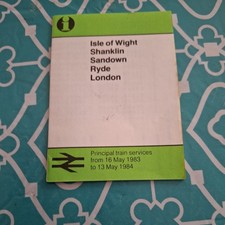 i
Isle of Wight
Shanklin
Sandown
Ryde
London
Principal train services
from 16 May 1983
to 13 May 1984